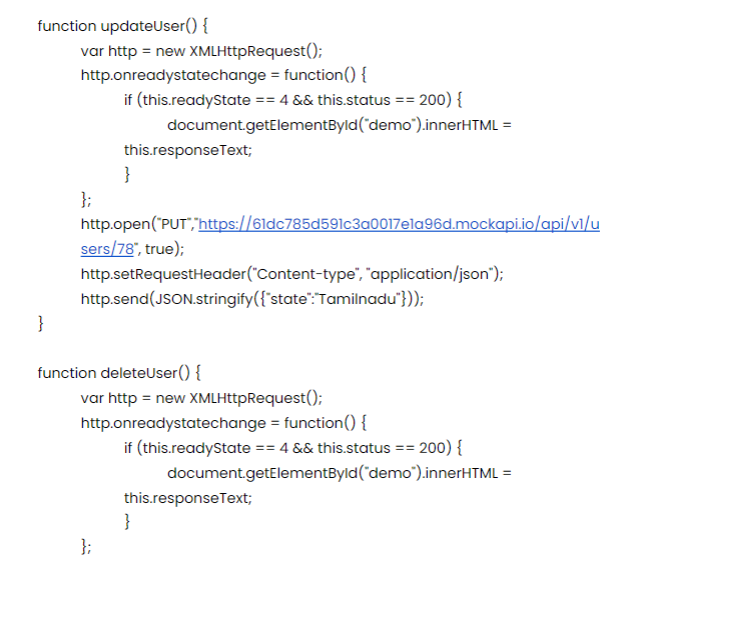 function updateUser() {
var http = new XMLHttpRequest();
http.onreadystatechange = function() {
if (this.readyState == 4 && this.status == 200) {
document.getElementById("demo").innerHTML =
this.responseText;
}
};
http.open("PUT","https://61dc785d591c3a0017e1a96d.mockapi.io/api/v1/u
sers/78", true);
http.setRequestHeader("Content-type", "application/json");
http.send(JSON.stringify({"state":"Tamilnadu"}));
}
function deleteUser() {
var http = new XMLHttpRequest();
http.onreadystatechange = function() {
if (this.readyState == 4 && this.status == 200) {
document.getElementById("demo").innerHTML =
this.responseText;
}
};